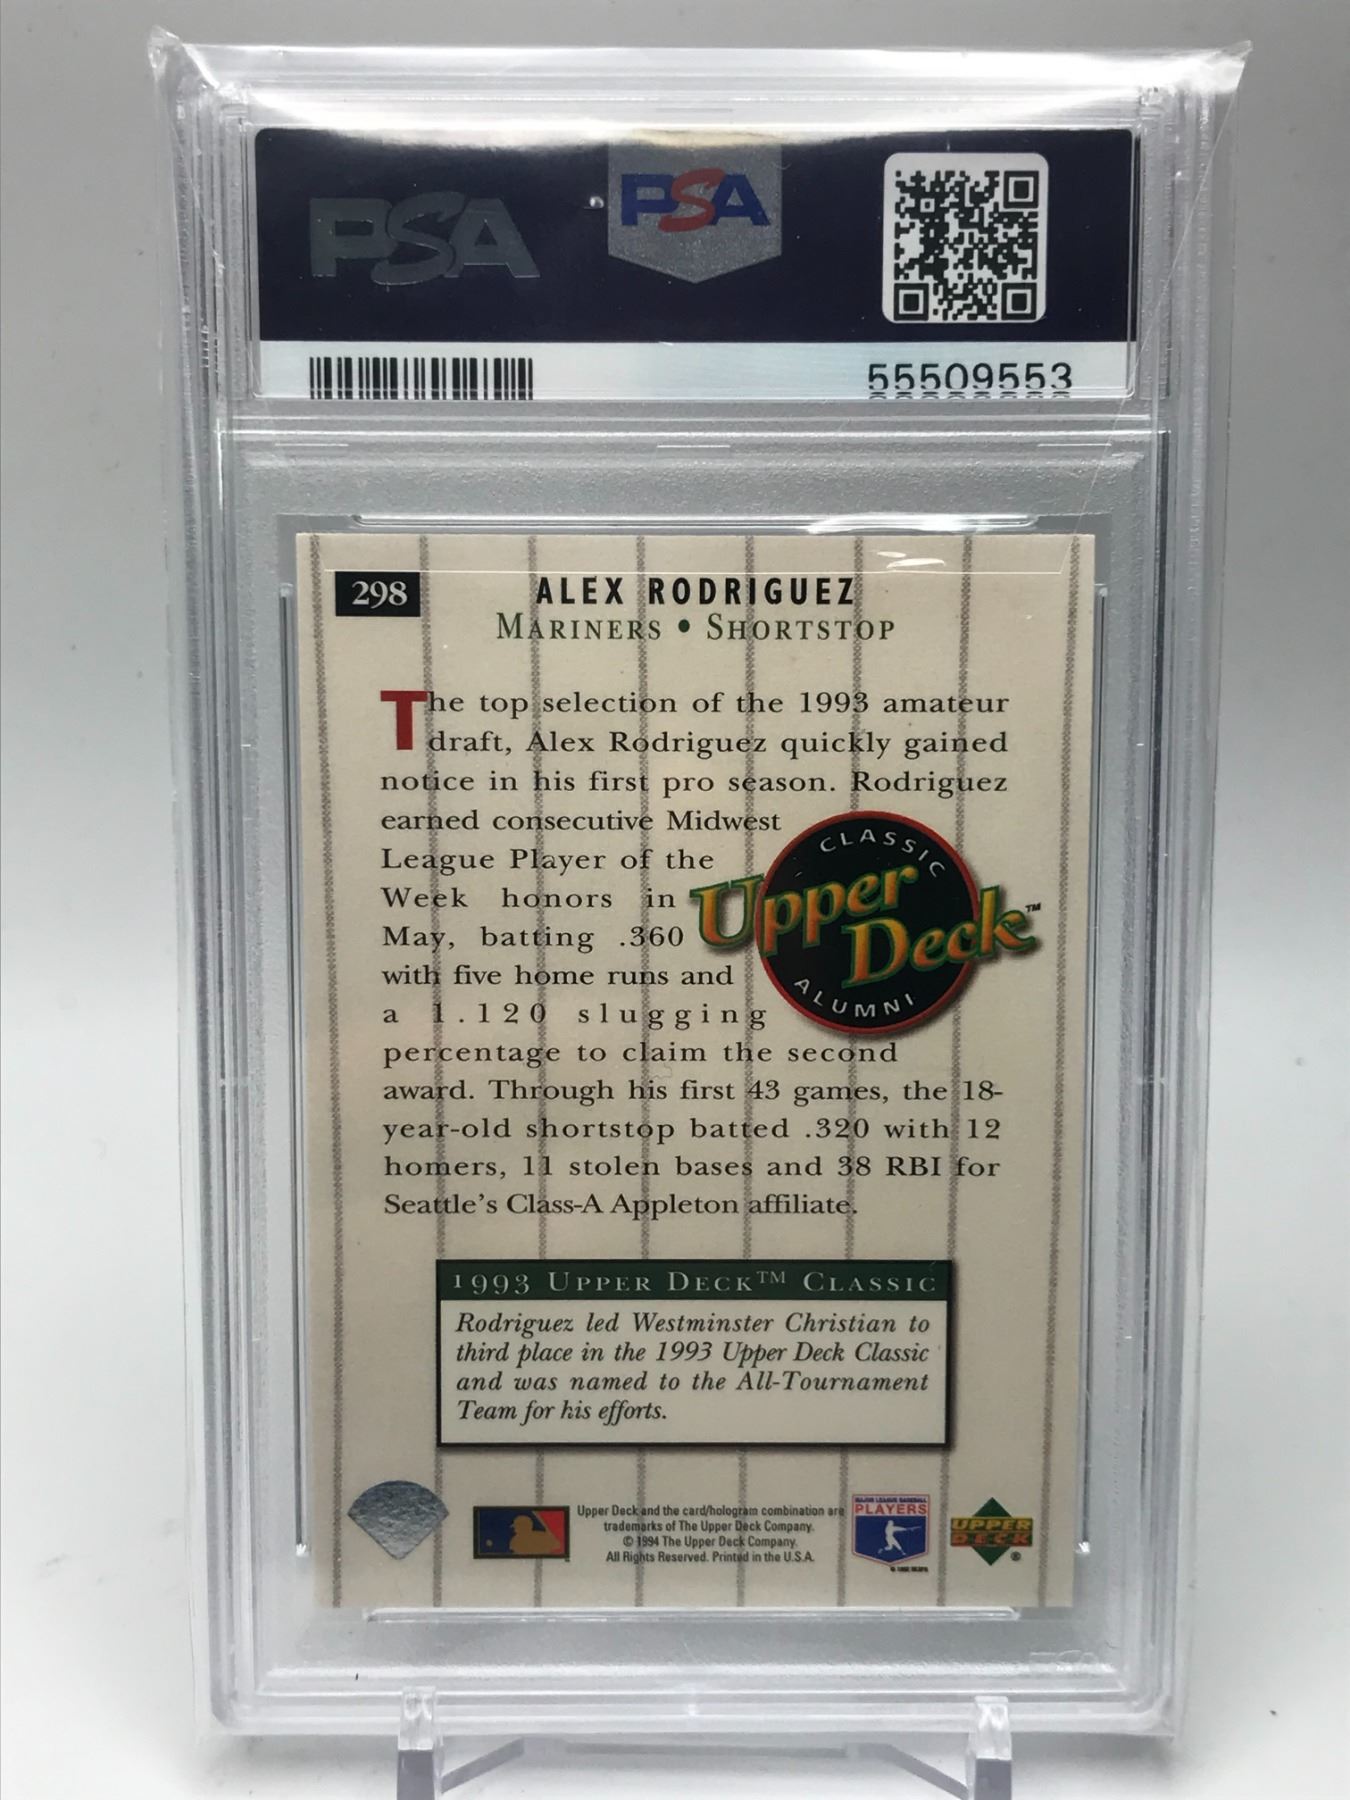 PSA
PSA
55509553
298
ALEX RODRIGUEZ
MARINERS • SHORTSTOP
The top selection of the 1993 amateur
draft, Alex Rodriguez quickly gained
notice in his first pro season. Rodriguez
earned consecutive Midwest
League Player of the
Week honors in
May, batting .360
with five home runs and
a 1.120 slugging
percentage to claim the second
award. Through his first 43 games, the 18-
year-old shortstop batted .320 with 12
homers, 11 stolen bases and 38 RBI for
Seattle's Class-A Appleton affiliate.
CLASSIC
Upper
Deck™
ALUMNI
1993 UPPER DECK™ CLASSIC
Rodriguez led Westminster Christian to
third place in the 1993 Upper Deck Classic
and was named to the All-Tournament
Team for his efforts.
Upper Deck and the card/hologram combination are
trademarks of The Upper Deck Company.
© 1994 The Upper Deck Company.
All Rights Reserved. Printed in the U.S.A.
MAJOR LEAGUE BASEBALL
PLAYERS
UPPER
DECK
®